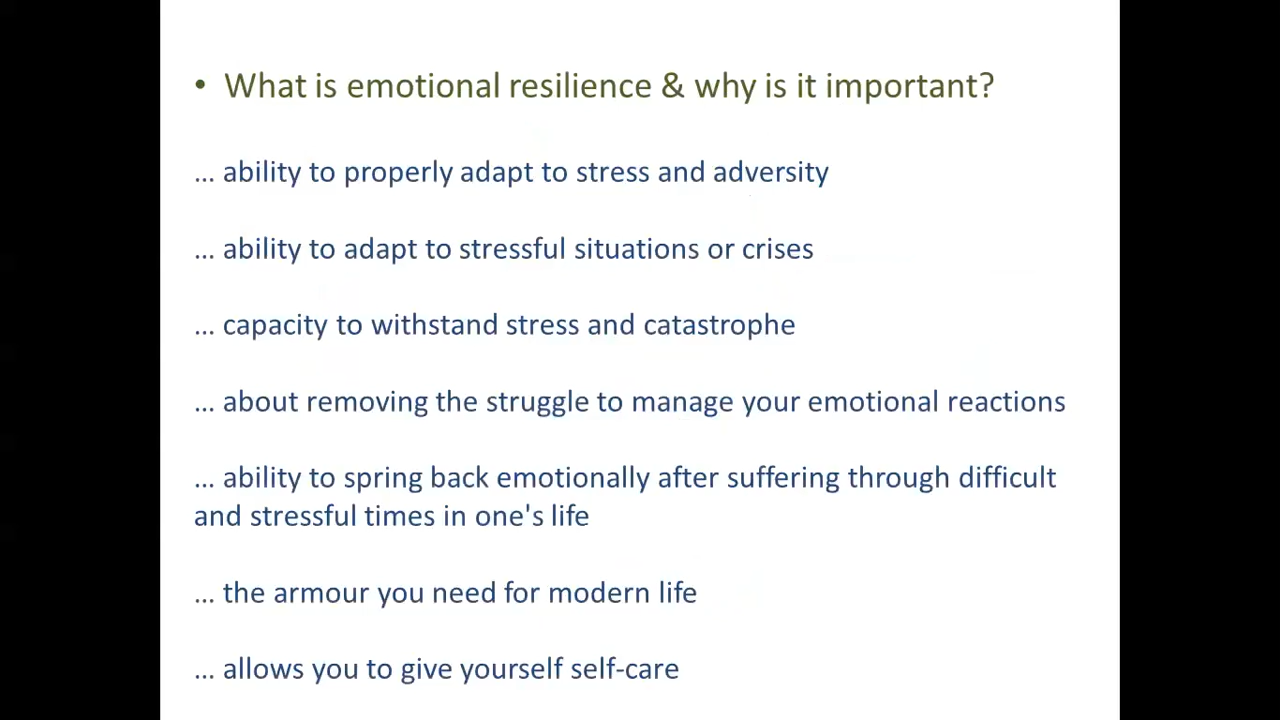 • What is emotional resilience & why is it important?
... ability to properly adapt to stress and adversity
... ability to adapt to stressful situations or crises
... capacity to withstand stress and catastrophe
... about removing the struggle to manage your emotional reactions
... ability to spring back emotionally after suffering through difficult
and stressful times in one's life
... the armour you need for modern life
... allows you to give yourself self-care